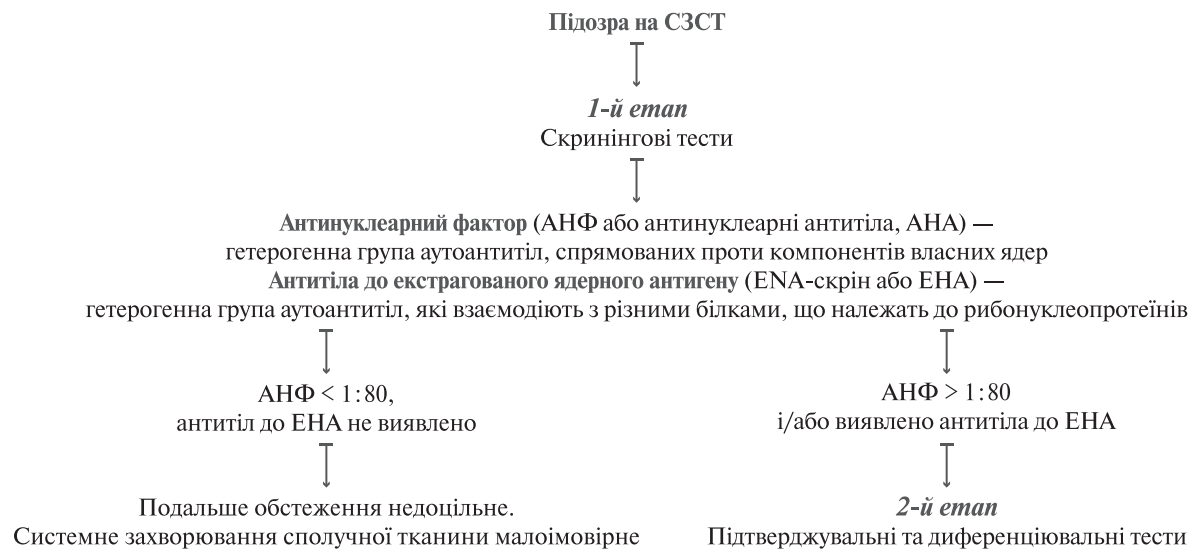 Підозра на СЗСТ
1-й етап
Скринінгові тести
Антинуклеарний фактор (АНФ або антинуклеарні антитіла, АНА) —
гетерогенна група аутоантитіл, спрямованих проти компонентів власних ядер
Антитіла до екстрагованого ядерного антигену (ENA-скрін або ЕНА) —
гетерогенна група аутоантитіл, які взаємодіють з різними білками, що належать до рибонуклеопротеїнів
АНФ < 1:80,
антитіл до ЕНА не виявлено
АНФ > 1:80
і/або виявлено антитіла до ЕНА
Подальше обстеження недоцільне.
Системне захворювання сполучної тканини малоімовірне
2-й етап
Підтверджувальні та диференціювальні тести